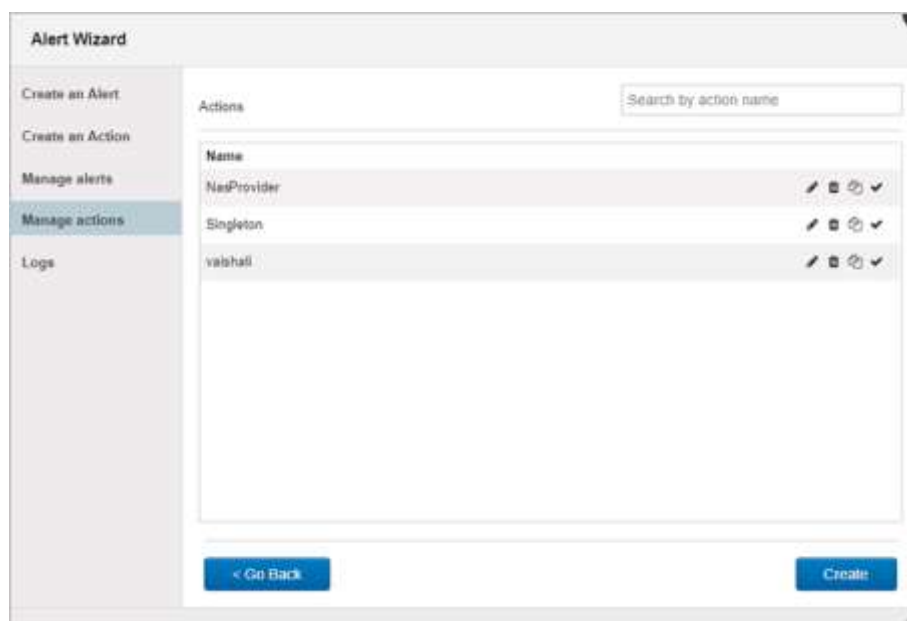 Alert Wizard
Create an Alert
Create an Action
Manage alerts
Manage actions
Logs
Actions
Search by action name
Name
NasProvider
Singleton
vaishali
< Go Back
Create